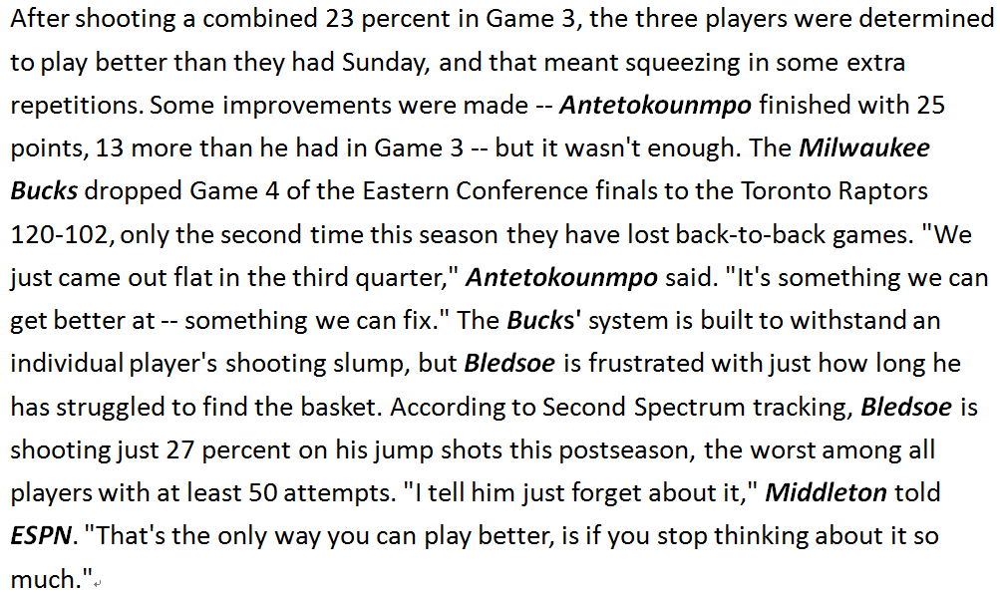 After shooting a combined 23 percent in Game 3, the three players were determined
to play better than they had Sunday, and that meant squeezing in some extra
repetitions. Some improvements were made -- Antetokounmpo finished with 25
points, 13 more than he had in Game 3 -- but it wasn't enough. The Milwaukee
Bucks dropped Game 4 of the Eastern Conference finals to the Toronto Raptors
120-102, only the second time this season they have lost back-to-back games. "We
just came out flat in the third quarter," Antetokounmpo said. "It's something we can
get better at -- something we can fix." The Bucks' system is built to withstand an
individual player's shooting slump, but Bledsoe is frustrated with just how long he
has struggled to find the basket. According to Second Spectrum tracking, Bledsoe is
shooting just 27 percent on his jump shots this postseason, the worst among all
players with at least 50 attempts. "I tell him just forget about it," Middleton told
ESPN. "That's the only way you can play better, is if you stop thinking about it so
much."